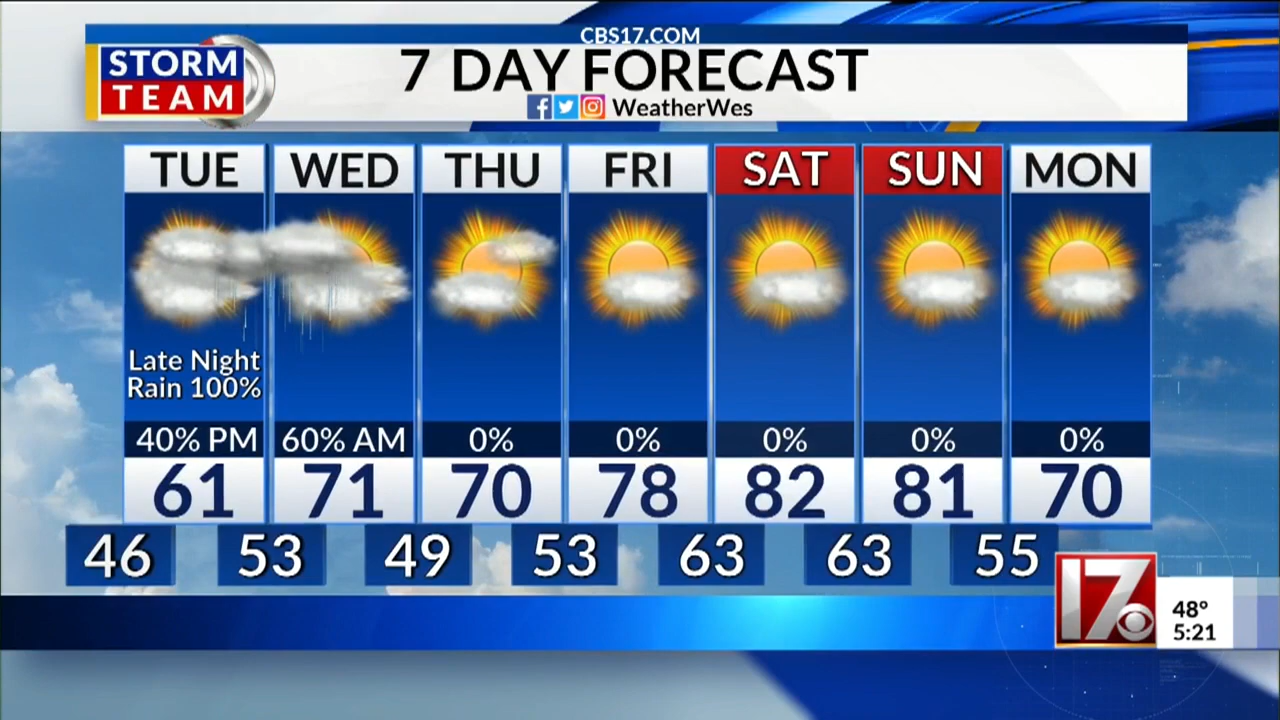 CBS17.COM
STORM
TEAM
7 DAY FORECAST
WeatherWes
TUE WED THU FRI SAT SUN MON
Late Night
Rain 100%
40% PM 60% AM 0% 0% 0% 0% 0%
61 71 70 78 82 81 70
46 53 49 53 63 63 55
17
48°
5:21